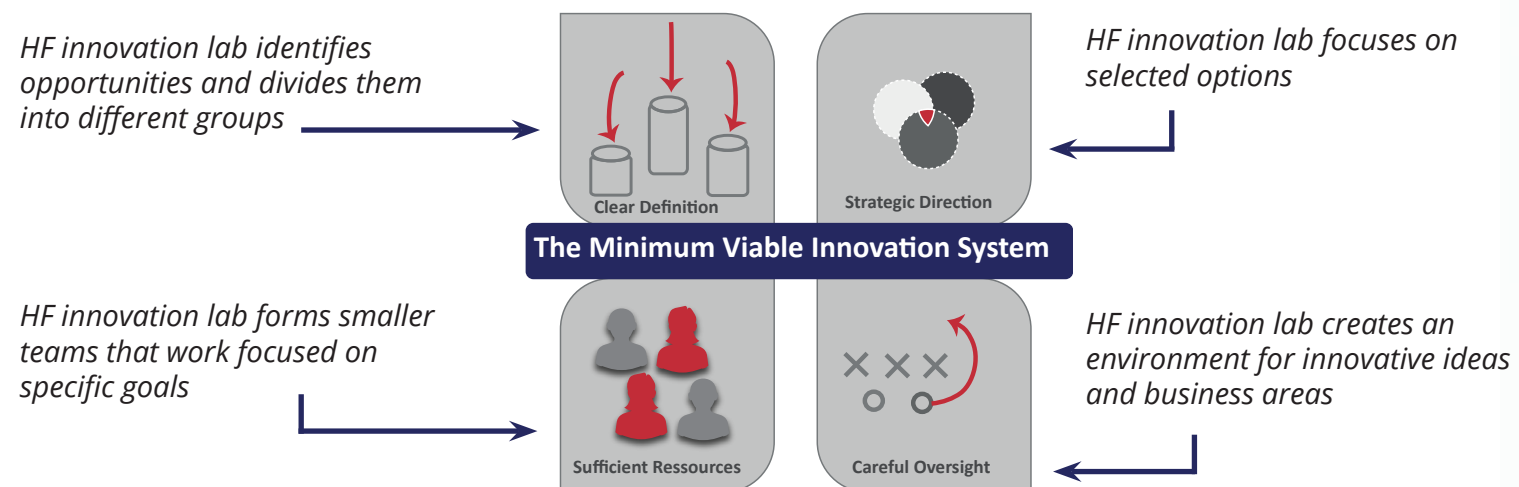 HF innovation lab identifies
opportunities and divides them
into different groups
Clear Definition
Strategic Direction
HF innovation lab focuses on
selected options
The Minimum Viable Innovation System
HF innovation lab forms smaller
teams that work focused on
specific goals
Sufficient Ressources
Careful Oversight
HF innovation lab creates an
environment for innovative ideas
and business areas